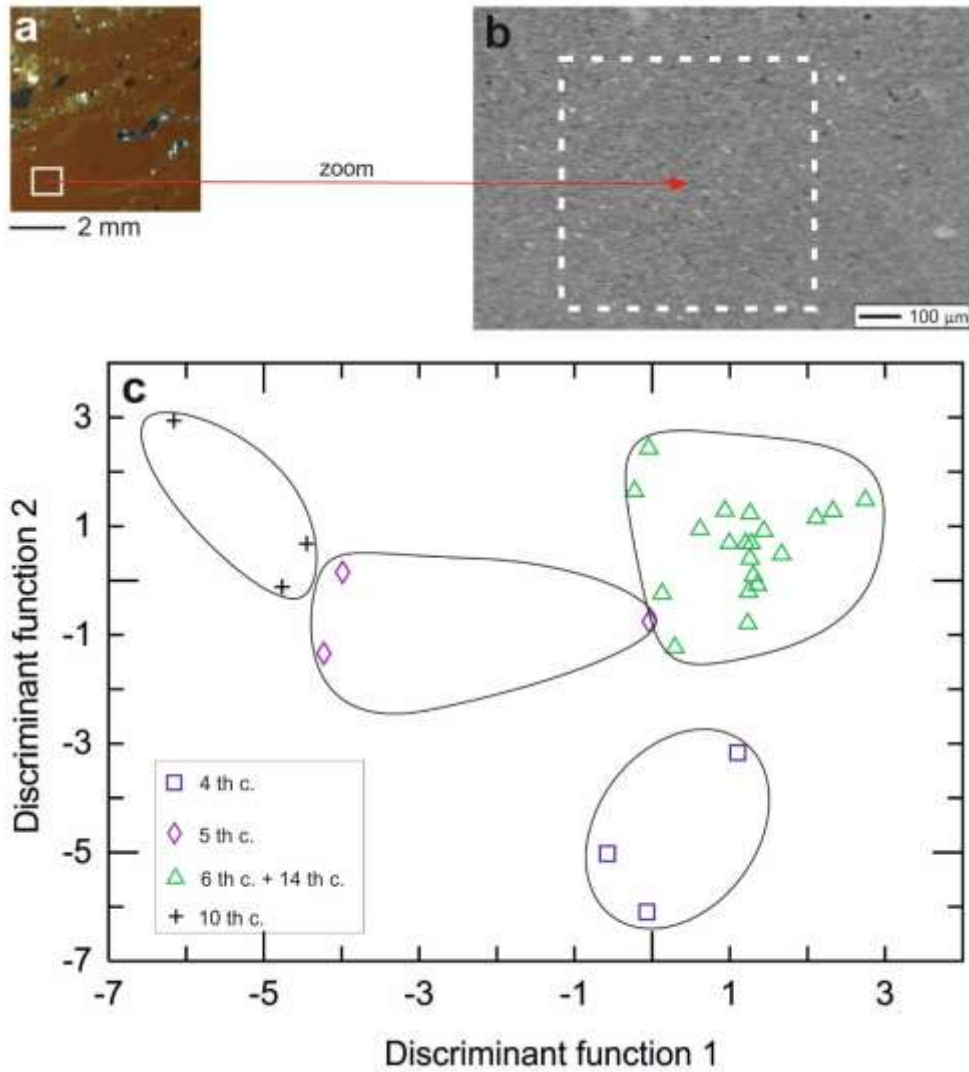 a
b
zoom
2 mm
100 µm
c
3
1
-1
-3
-5
-7
Discriminant function 2
4 th c.
5 th c.
6 th c. + 14 th c.
10 th c.
-7
-5
-3
-1
1
3
Discriminant function 1